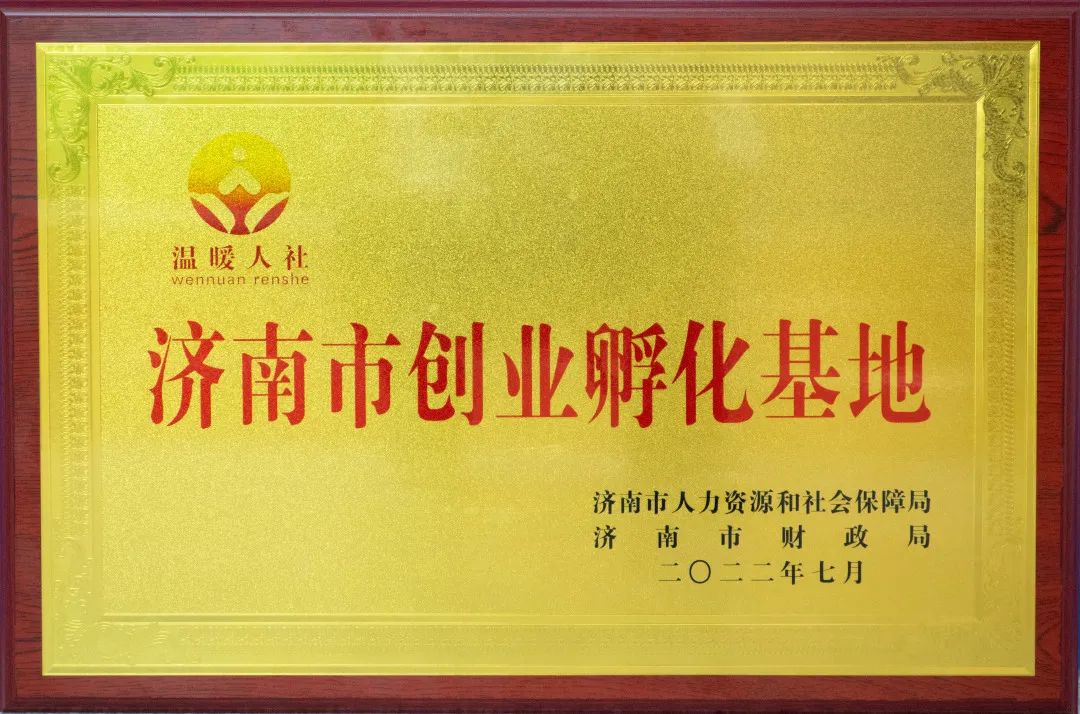 温暖人社
wennuan renshe
济南市创业孵化基地
济南市人力资源和社会保障局
济南市财政局
二〇二二年七月